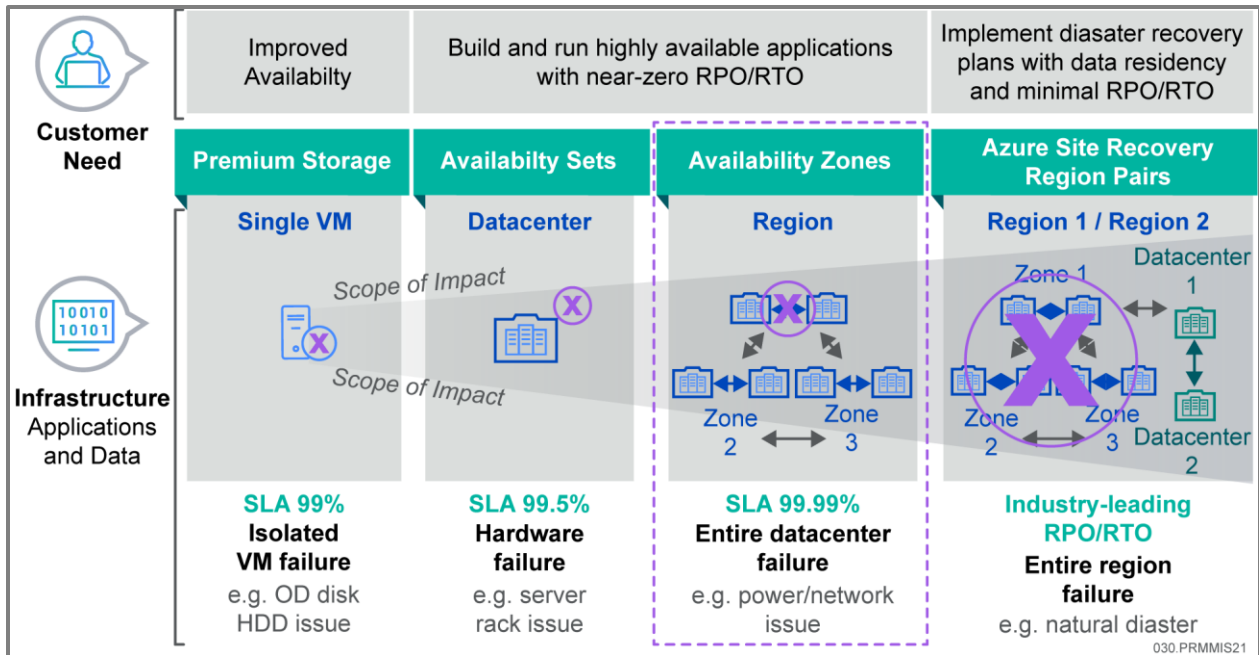 Customer
Need
Improved
Availabilty
Build and run highly available applications
with near-zero RPO/RTO
Implement diasater recovery
plans with data residency
and minimal RPO/RTO
Premium Storage
Availabilty Sets
Availability Zones
Azure Site Recovery
Region Pairs
10010
10101
Infrastructure
Applications
and Data
Single VM
Datacenter
Region
Region 1 / Region 2
Scope of Impact
Scope of Impact
X
X
X
Zone
2
Zone
3
Zone 1
X
Zone
2
Zone
3
Datacenter
1
Datacenter
2
SLA 99%
Isolated
VM failure
e.g. OD disk
HDD issue
SLA 99.5%
Hardware
failure
e.g. server
rack issue
SLA 99.99%
Entire datacenter
failure
e.g. power/network
issue
Industry-leading
RPO/RTO
Entire region
failure
e.g. natural diaster
030.PRMMIS21